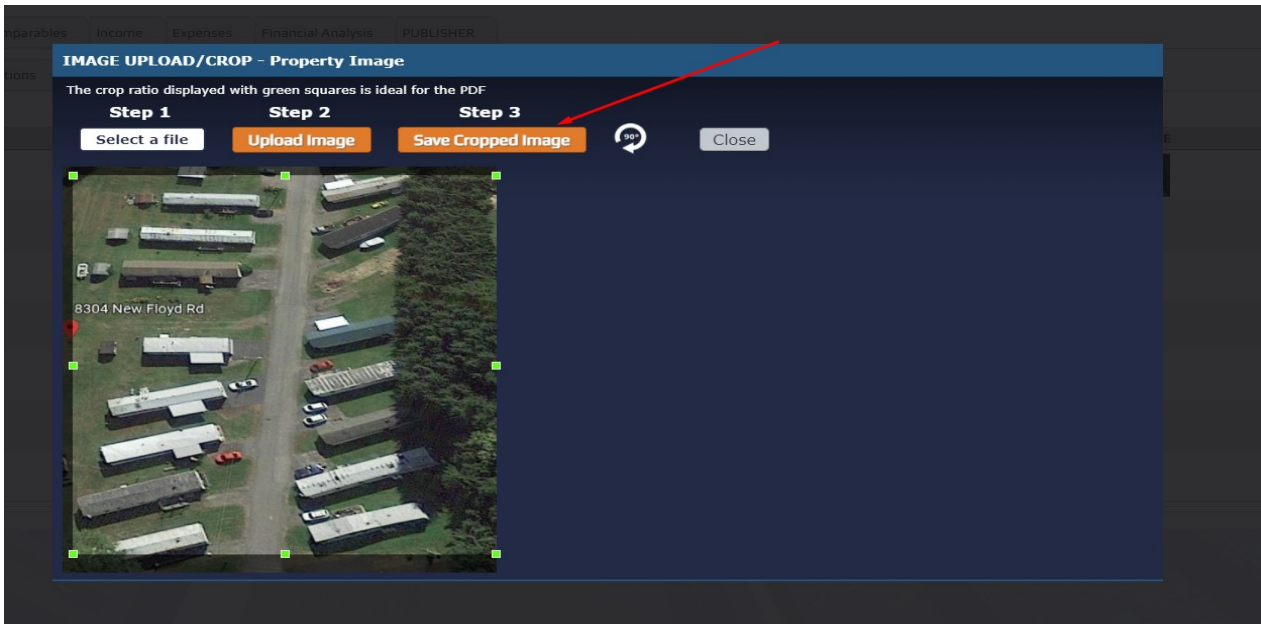 mparables Income Expenses Financial Analysis PUBLISHER
tions
IMAGE UPLOAD/CROP - Property Image
The crop ratio displayed with green squares is ideal for the PDF
Step 1 Step 2 Step 3
Select a file Upload Image Save Cropped Image 90° Close
E
8304 New Floyd Rd